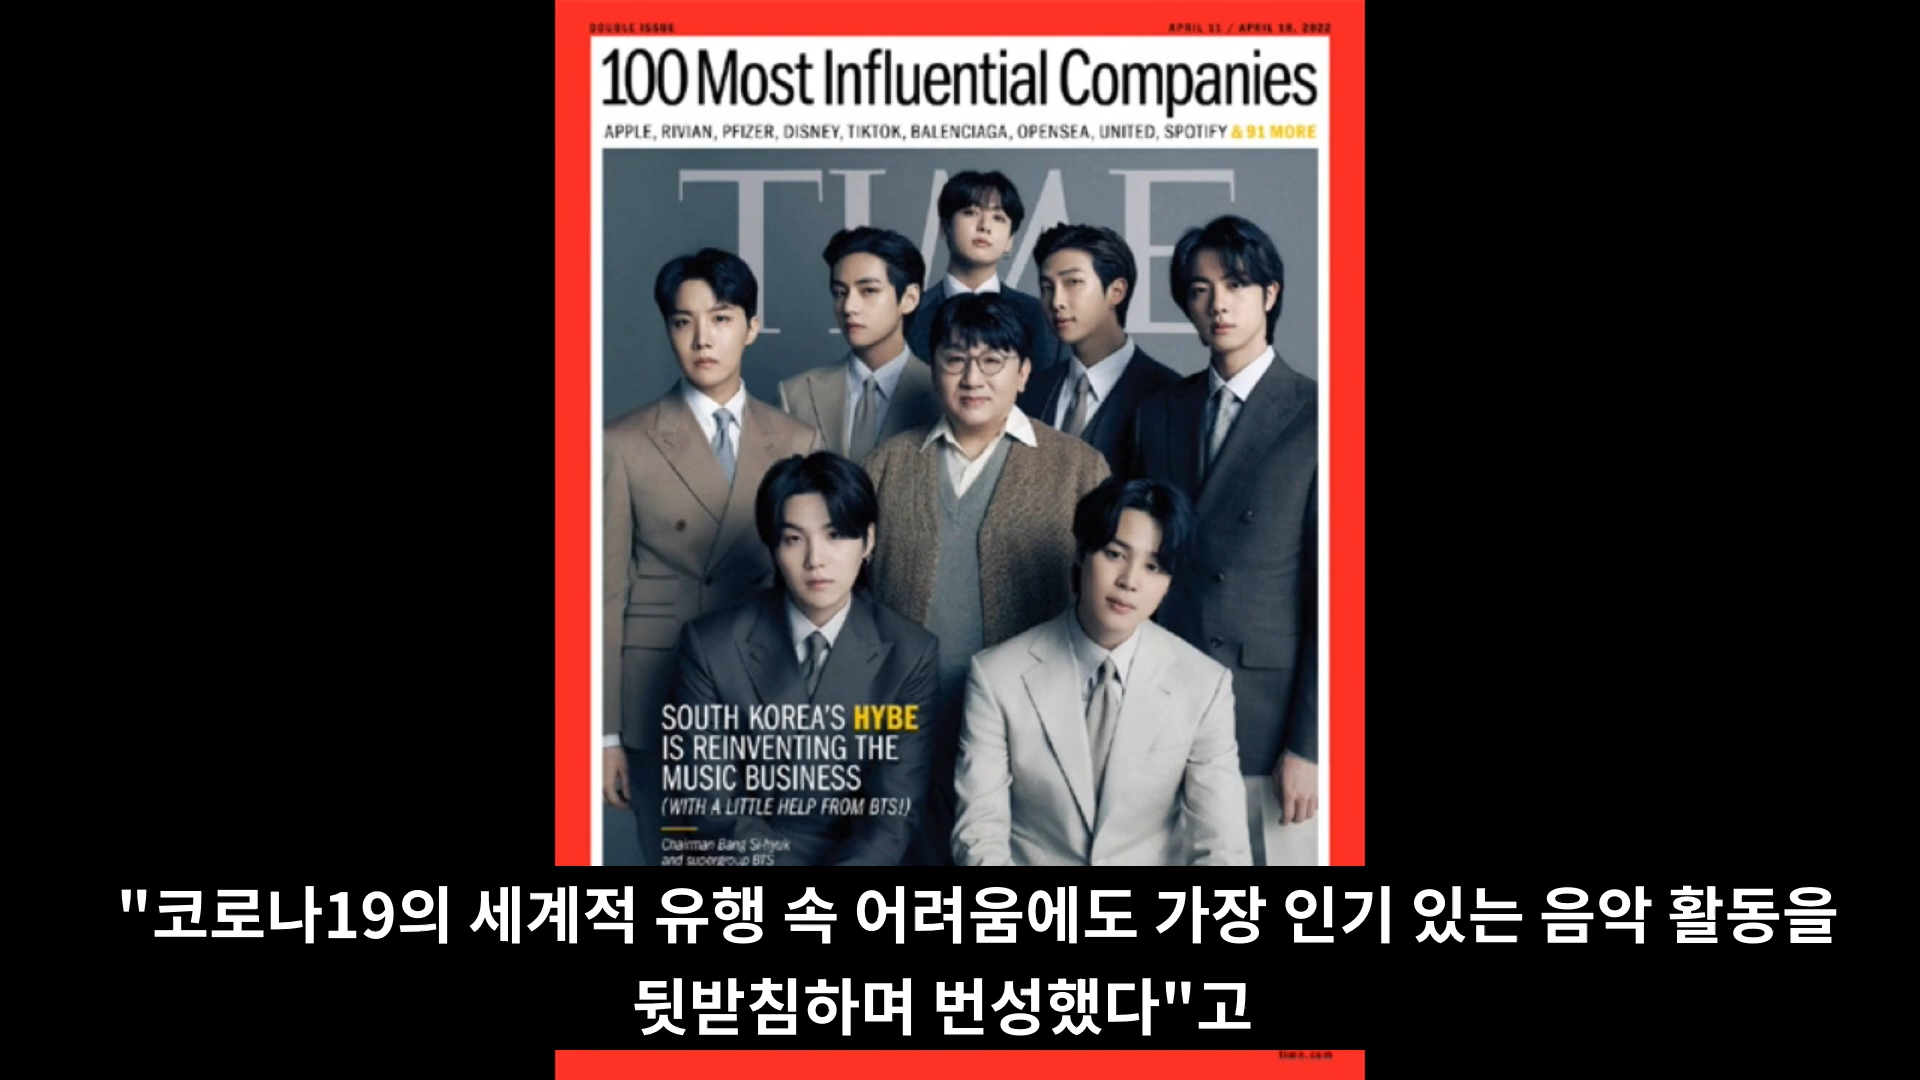 DOUBLE ISSUE
APRIL 11 / APRIL 18, 2022
100 Most Influential Companies
APPLE, RIVIAN, PFIZER, DISNEY, TIKTOK, BALENCIAGA, OPENSEA, UNITED, SPOTIFY & 91 MORE
TIME
SOUTH KOREA'S HYBE
IS REINVENTING THE
MUSIC BUSINESS
(WITH A LITTLE HELP FROM BTS!)
Chairman Bang Si-hyuk
and supergroup BTS
"코로나19의 세계적 유행 속 어려움에도 가장 인기 있는 음악 활동을
뒷받침하며 번성했다"고
time.com